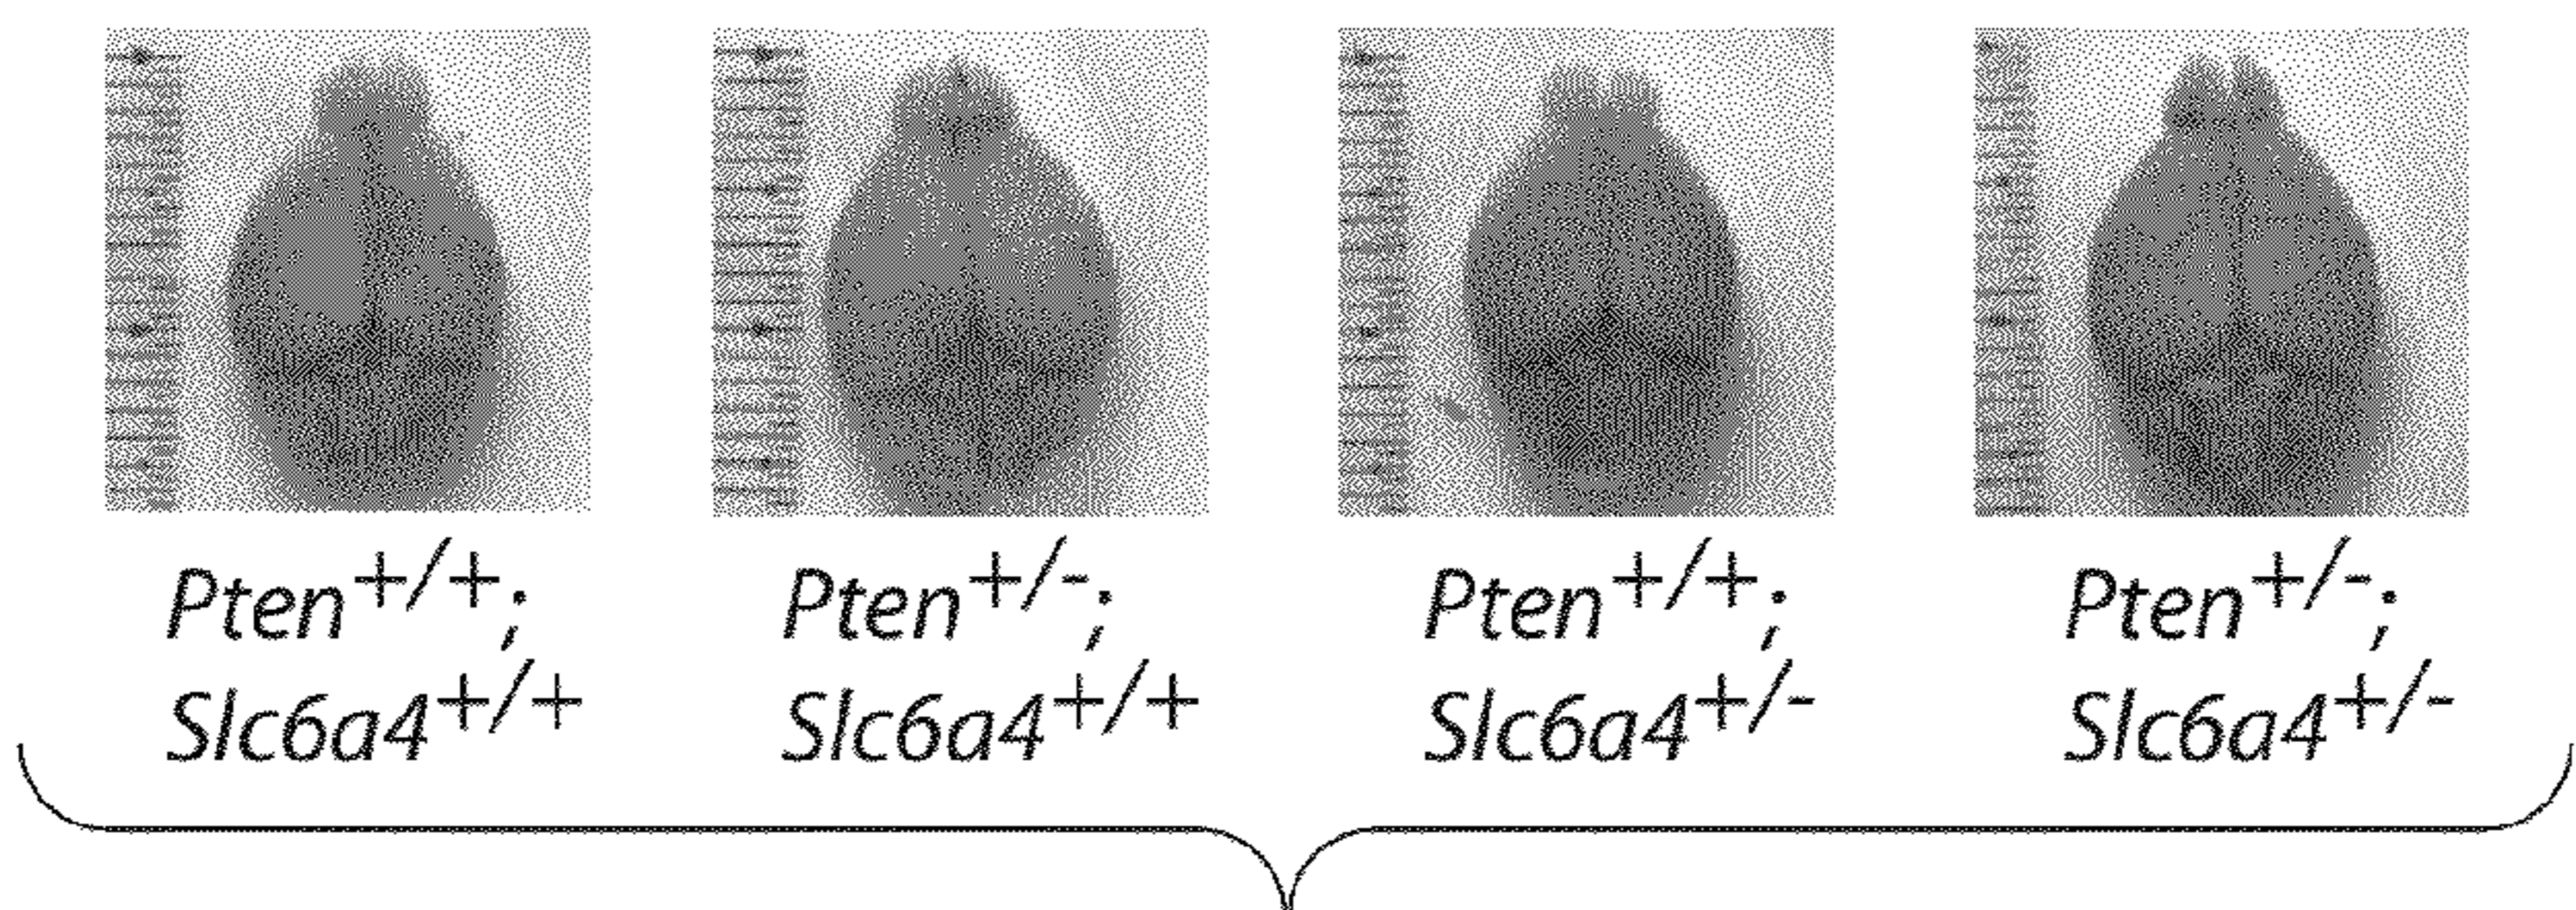 Pten+/+; Pten+/-; Pten+/+; Pten+/-;
Slc6a4+/+ Slc6a4+/+ Slc6a4+/- Slc6a4+/-